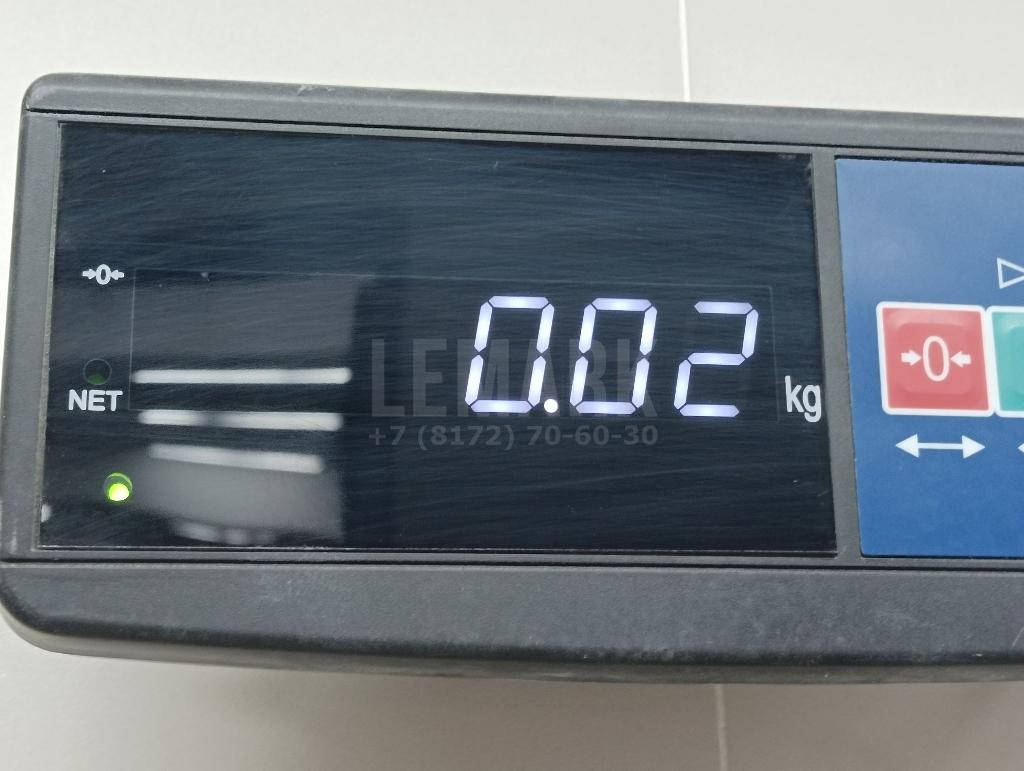 →0←
0.02 kg
NET
LEMARK
+7 (8172) 70-60-30
→0←